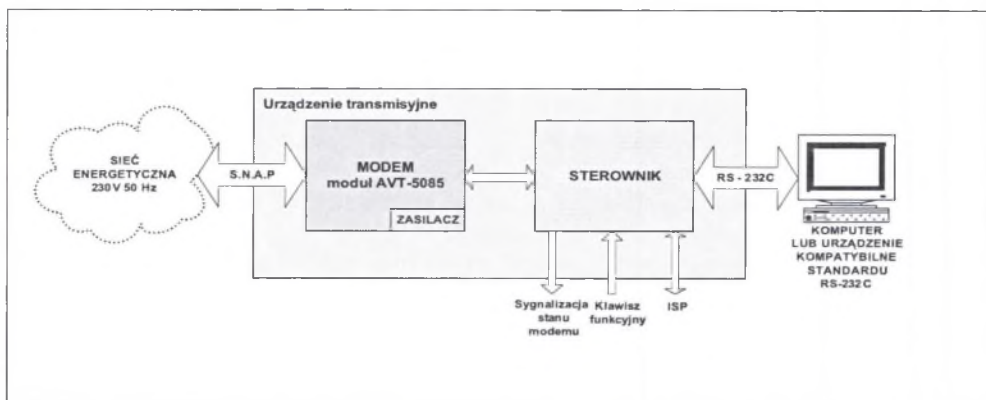 Urządzenie transmisyjne
SIEĆ
ENERGETYCZNA
230 V 50 Hz
S.N.A.P
MODEM
moduł AVT-5085
ZASILACZ
STEROWNIK
RS - 232C
KOMPUTER
LUB URZĄDZENIE
KOMPATYBILNE
STANDARDU
RS-232C
Sygnalizacja
stanu
modemu
Klawisz
funkcyjny
ISP